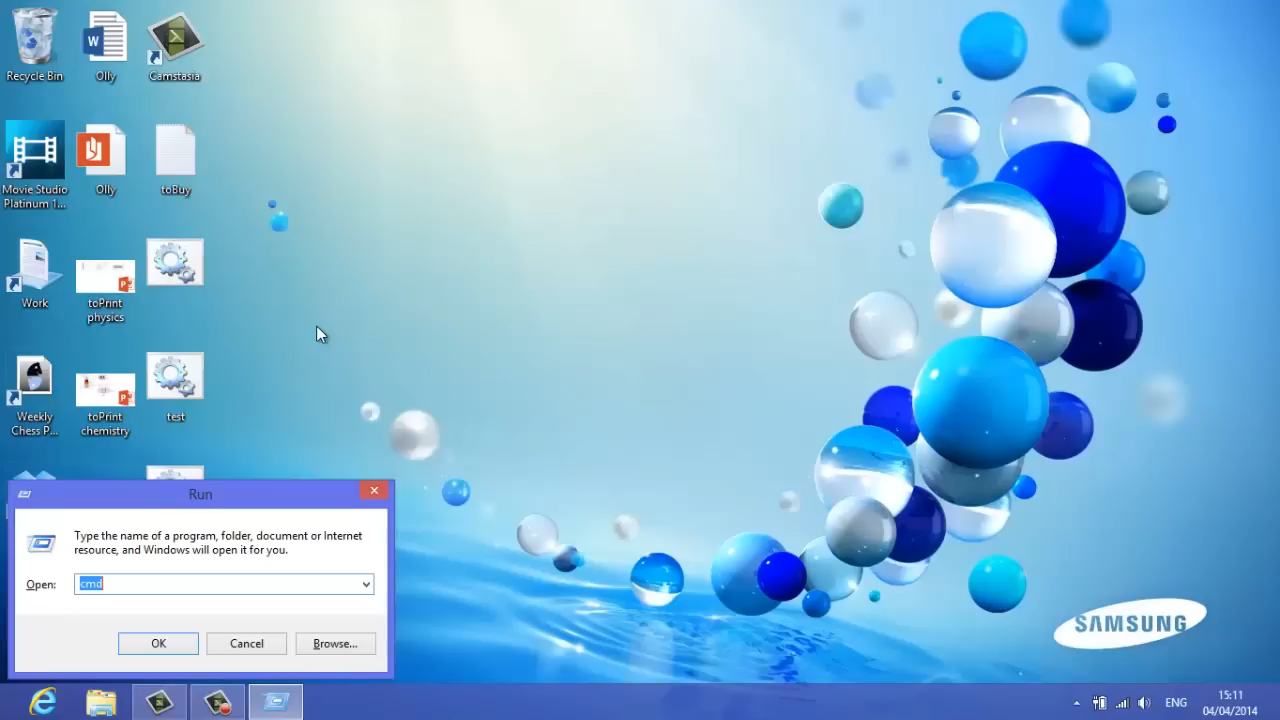 Recycle Bin
Olly
Camstasia
Movie Studio
Platinum 1...
Olly
toBuy
Work
toPrint
physics
Weekly
Chess P...
toPrint
chemistry
test
Run
Type the name of a program, folder, document or Internet
resource, and Windows will open it for you.
Open:
cmd
OK
Cancel
Browse...
SAMSUNG
ENG
15:11
04/04/2014